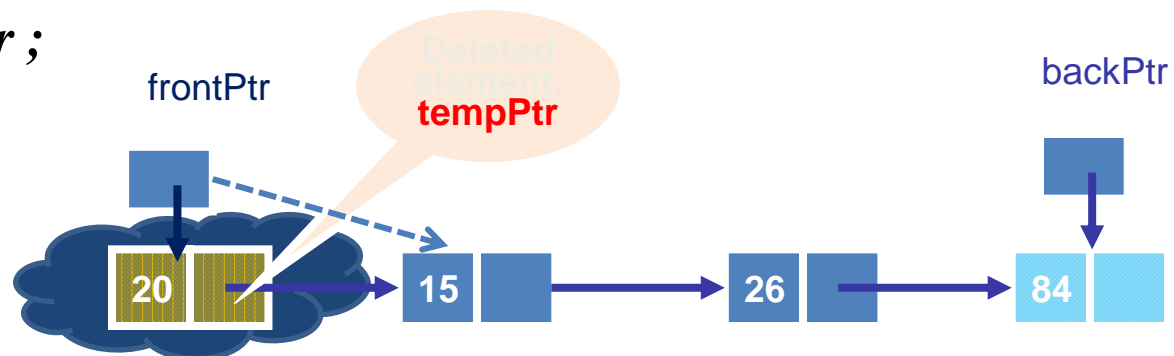 r;
frontPtr
Deleted
element,
tempPtr
backPtr
20
15
26
84